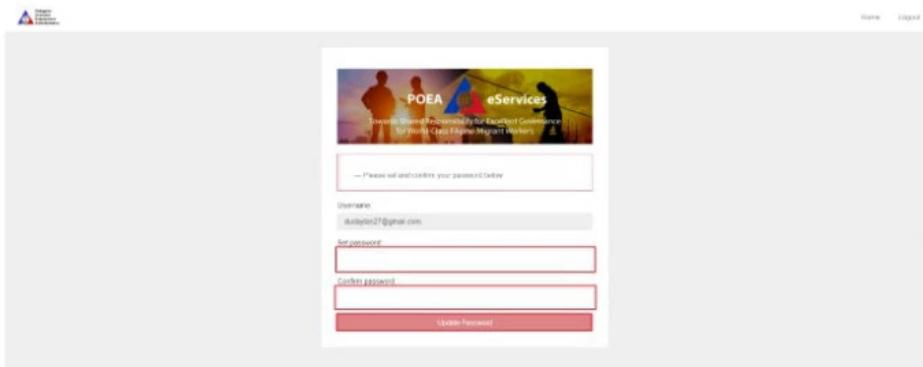 Home Logout
POEA eServices
Towards Shared Responsibility for Excellent Governance
for World-Class Filipino Migrant Workers
Please set and confirm your password below
Username
Set password
Confirm password
Update Password